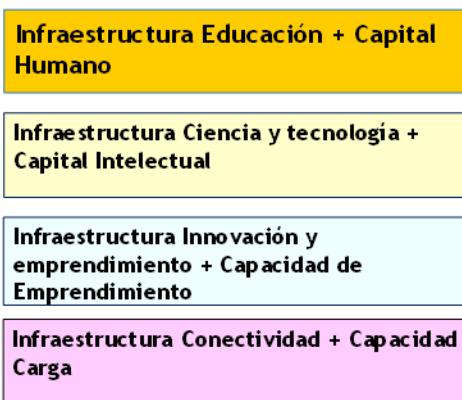 Infraestructura Educación + Capital
Humano
Infraestructura Ciencia y tecnología +
Capital Intelectual
Infraestructura Innovación y
emprendimiento + Capacidad de
Emprendimiento
Infraestructura Conectividad + Capacidad
Carga